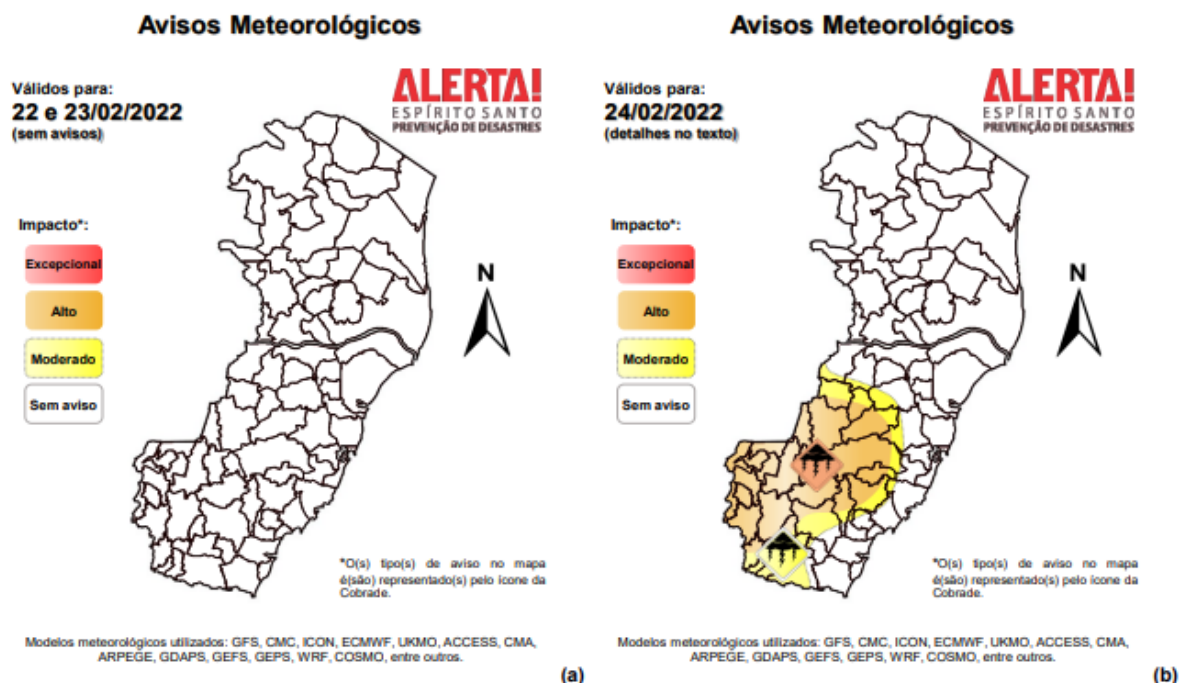 Avisos Meteorológicos
Válidos para:
22 e 23/02/2022
(sem avisos)
ALERTA!
ESPÍRITO SANTO
PREVENÇÃO DE DESASTRES
Impacto*:
Excepcional
Alto
Moderado
Sem aviso
N
*O(s) tipo(s) de aviso no mapa
é(são) representado(s) pelo ícone da
Cobrade.
Modelos meteorológicos utilizados: GFS, CMC, ICON, ECMWF, UKMO, ACCESS, CMA,
ARPEGE, GDAPS, GEFS, GEPS, WRF, COSMO, entre outros.
(a)
Avisos Meteorológicos
Válidos para:
24/02/2022
(detalhes no texto)
ALERTA!
ESPÍRITO SANTO
PREVENÇÃO DE DESASTRES
Impacto*:
Excepcional
Alto
Moderado
Sem aviso
N
*O(s) tipo(s) de aviso no mapa
é(são) representado(s) pelo ícone da
Cobrade.
Modelos meteorológicos utilizados: GFS, CMC, ICON, ECMWF, UKMO, ACCESS, CMA,
ARPEGE, GDAPS, GEFS, GEPS, WRF, COSMO, entre outros.
(b)